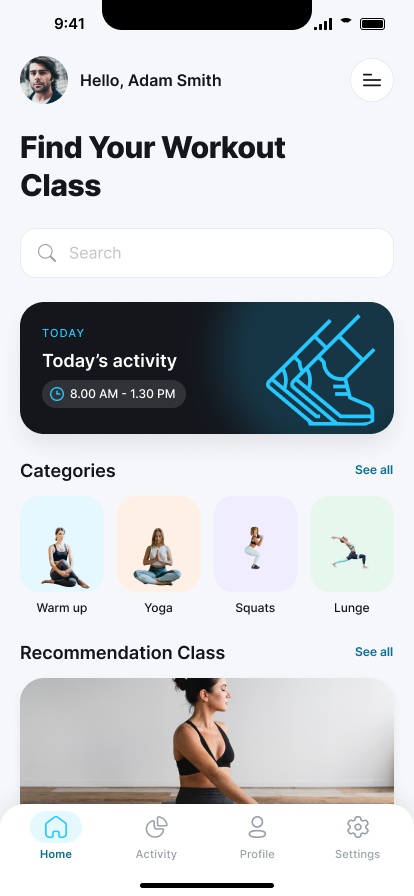 9:41
Hello, Adam Smith
Find Your Workout
Class
Search
TODAY
Today’s activity
8.00 AM - 1.30 PM
Categories
See all
Warm up
Yoga
Squats
Lunge
Recommendation Class
See all
Home
Activity
Profile
Settings